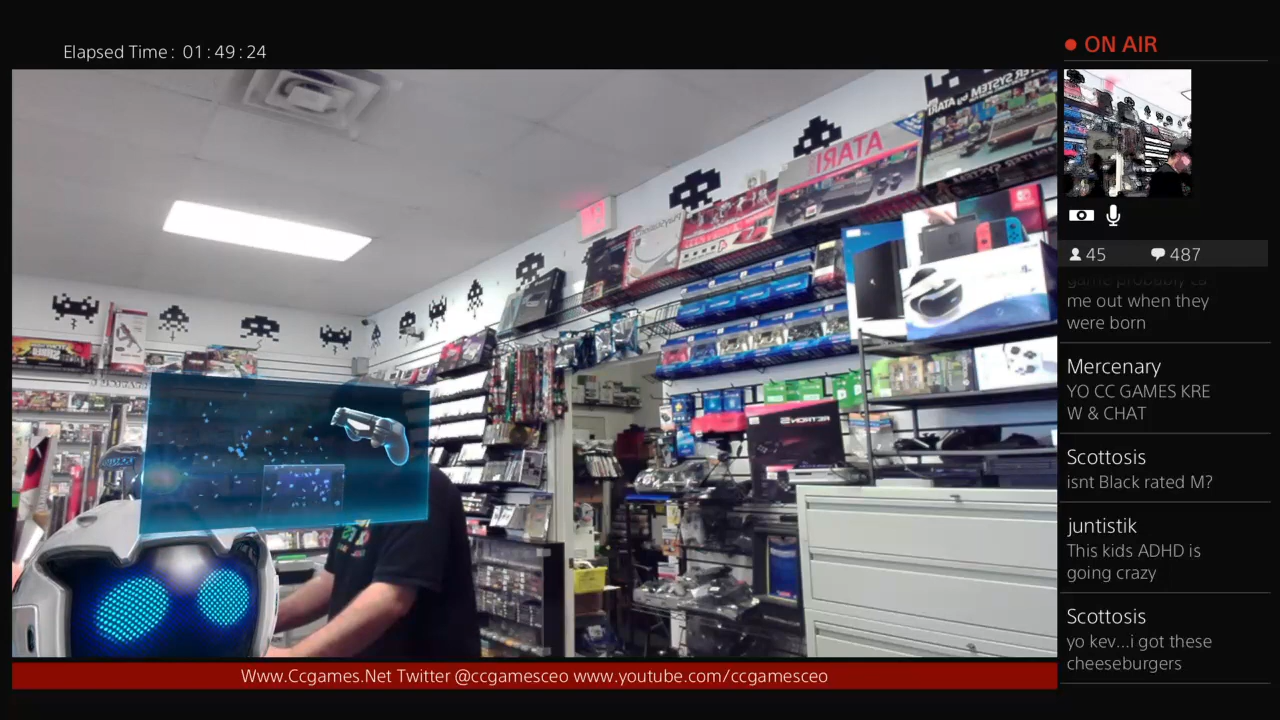 Elapsed Time: 01:49:24
ON AIR
45 487
me out when they
were born
Mercenary
YO CC GAMES KRE
W & CHAT
Scottosis
isnt Black rated M?
juntistik
This kids ADHD is
going crazy
Scottosis
yo kev...i got these
cheeseburgers
ATARI
Www.Ccgames.Net Twitter @ccgamesceo www.youtube.com/ccgamesceo